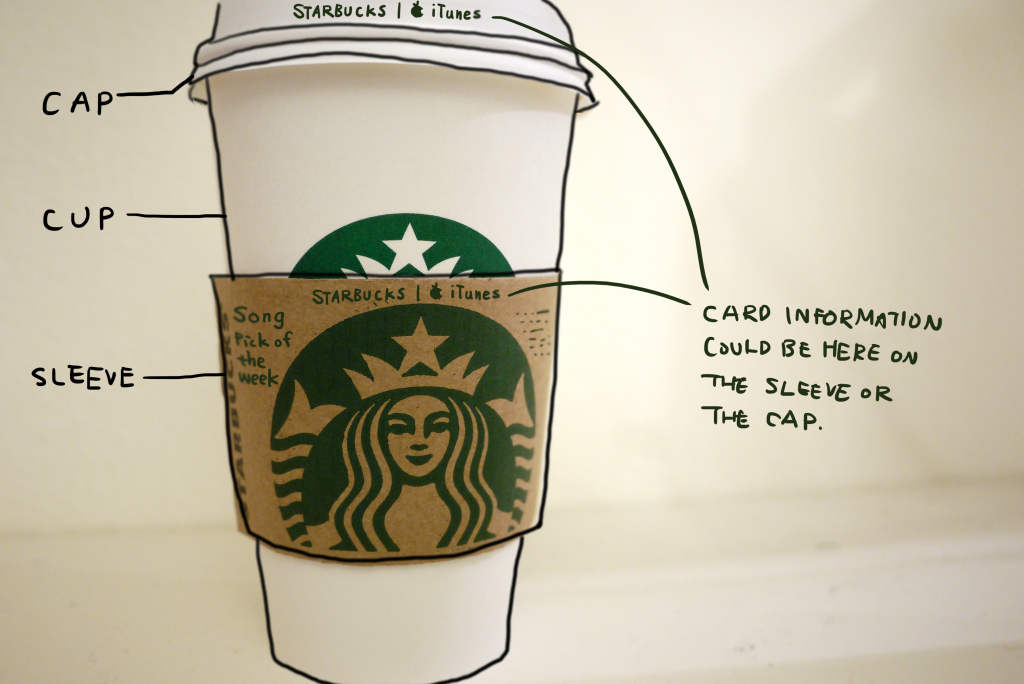 STARBUCKS | iTunes
CAP
CUP
STARBUCKS | iTunes
Song
Pick of
the
week
SLEEVE
STARBUCKS
CARD INFORMATION
COULD BE HERE ON
THE SLEEVE OR
THE CAP.